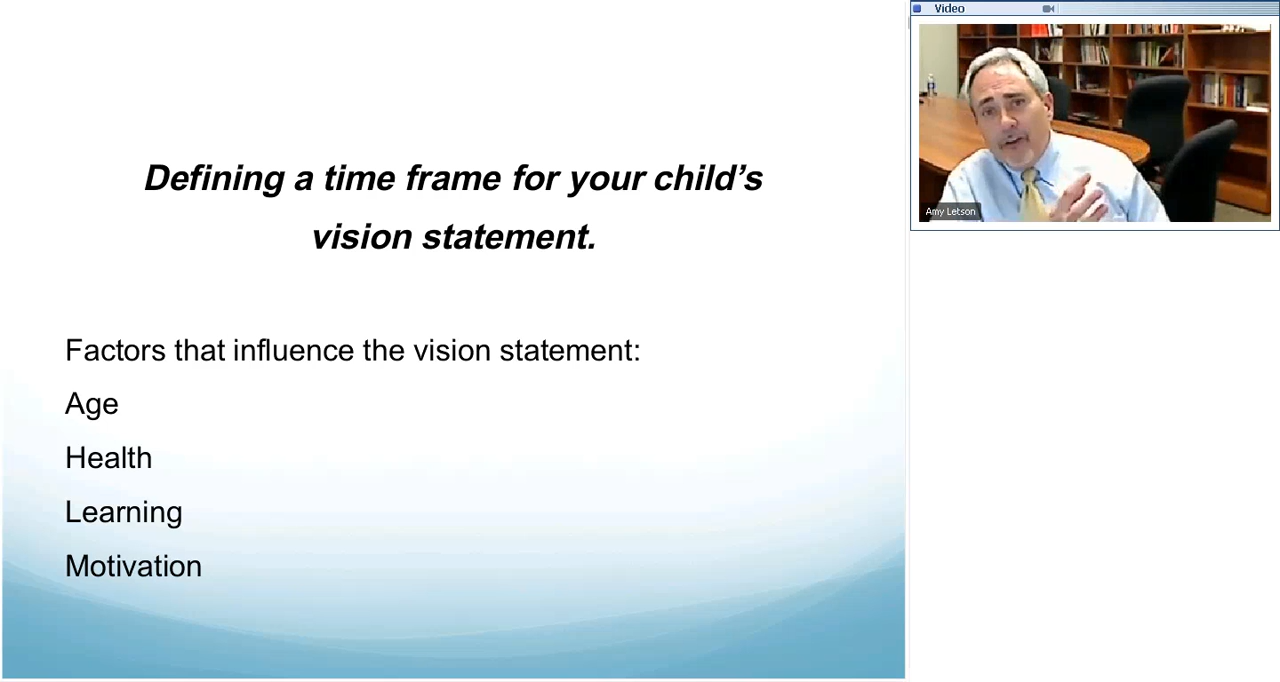 Defining a time frame for your child’s
vision statement.
Factors that influence the vision statement:
Age
Health
Learning
Motivation
Video
Amy Letson